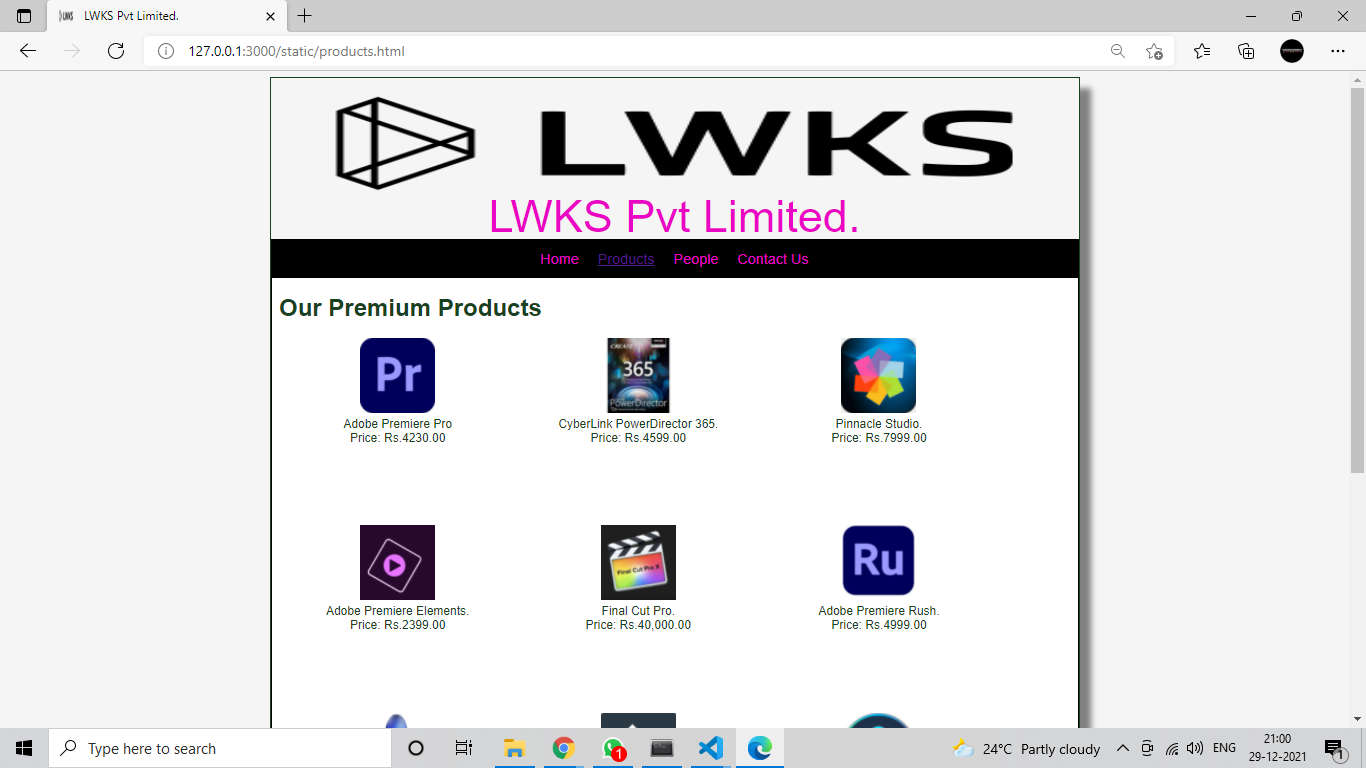 LWKS Pvt Limited.
127.0.0.1:3000/static/products.html
LWKS
LWKS Pvt Limited.
Home Products People Contact Us
Our Premium Products
Pr
CREATE
365
PowerDirector
Adobe Premiere Pro
Price: Rs.4230.00
CyberLink PowerDirector 365.
Price: Rs.4599.00
Pinnacle Studio.
Price: Rs.7999.00
Final Cut Pro X
Ru
Adobe Premiere Elements.
Price: Rs.2399.00
Final Cut Pro.
Price: Rs.40,000.00
Adobe Premiere Rush.
Price: Rs.4999.00
Type here to search
1
24°C Partly cloudy
ENG
21:00
29-12-2021
1